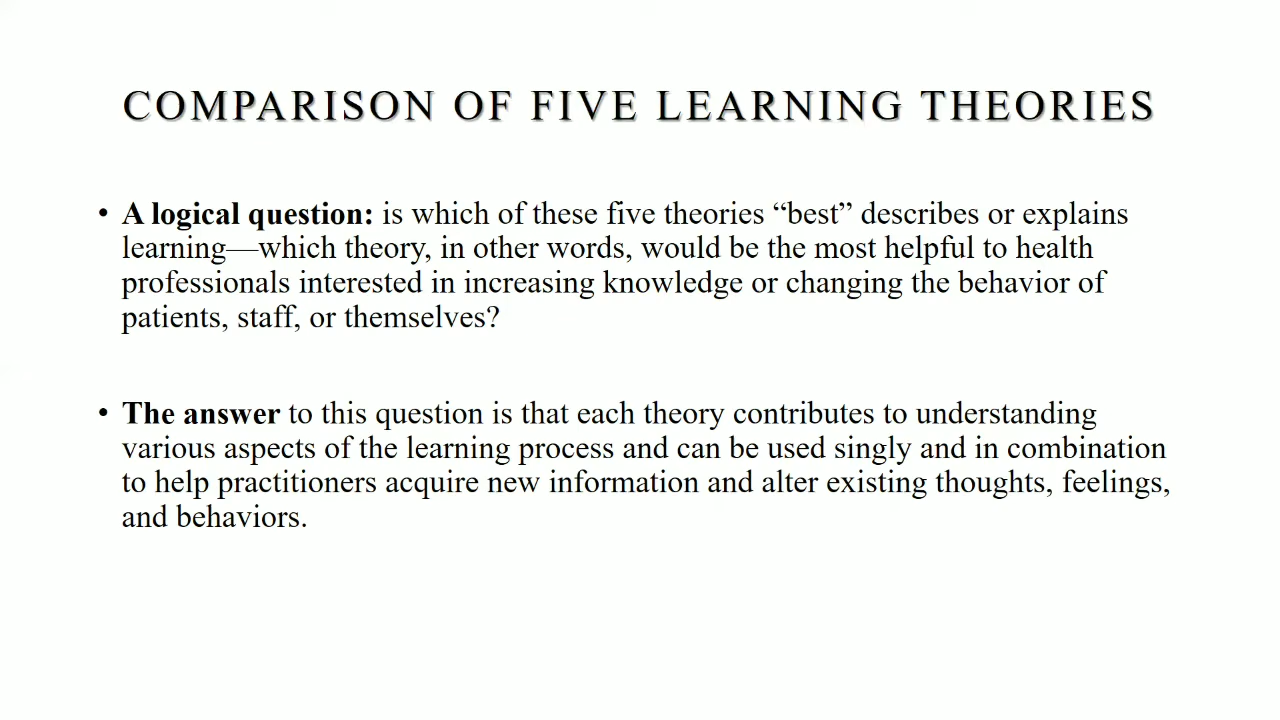 COMPARISON OF FIVE LEARNING THEORIES
• A logical question: is which of these five theories “best” describes or explains
learning—which theory, in other words, would be the most helpful to health
professionals interested in increasing knowledge or changing the behavior of
patients, staff, or themselves?
• The answer to this question is that each theory contributes to understanding
various aspects of the learning process and can be used singly and in combination
to help practitioners acquire new information and alter existing thoughts, feelings,
and behaviors.